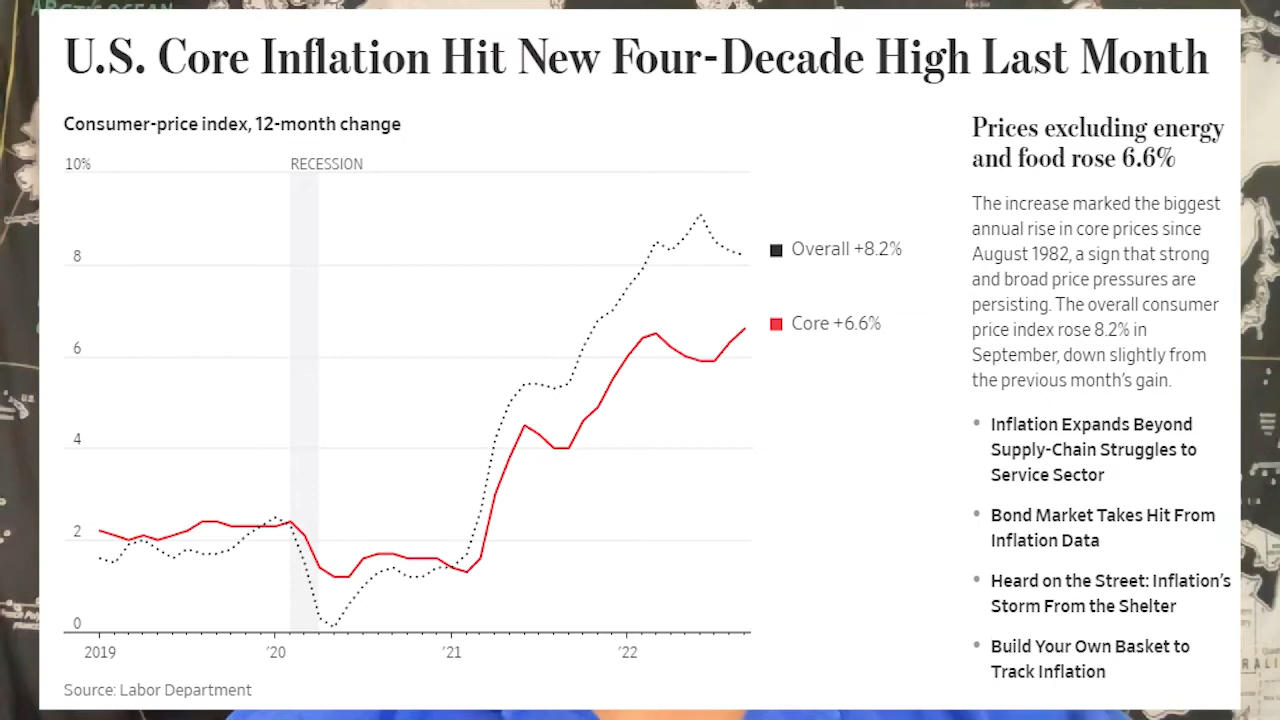 ARCTIC OCEAN
U.S. Core Inflation Hit New Four-Decade High Last Month
Consumer-price index, 12-month change
10%
RECESSION
8
6
4
2
0
2019
'20
'21
'22
Overall +8.2%
Core +6.6%
Source: Labor Department
Prices excluding energy
and food rose 6.6%
The increase marked the biggest
annual rise in core prices since
August 1982, a sign that strong
and broad price pressures are
persisting. The overall consumer
price index rose 8.2% in
September, down slightly from
the previous month's gain.
• Inflation Expands Beyond
Supply-Chain Struggles to
Service Sector
• Bond Market Takes Hit From
Inflation Data
• Heard on the Street: Inflation's
Storm From the Shelter
• Build Your Own Basket to
Track Inflation